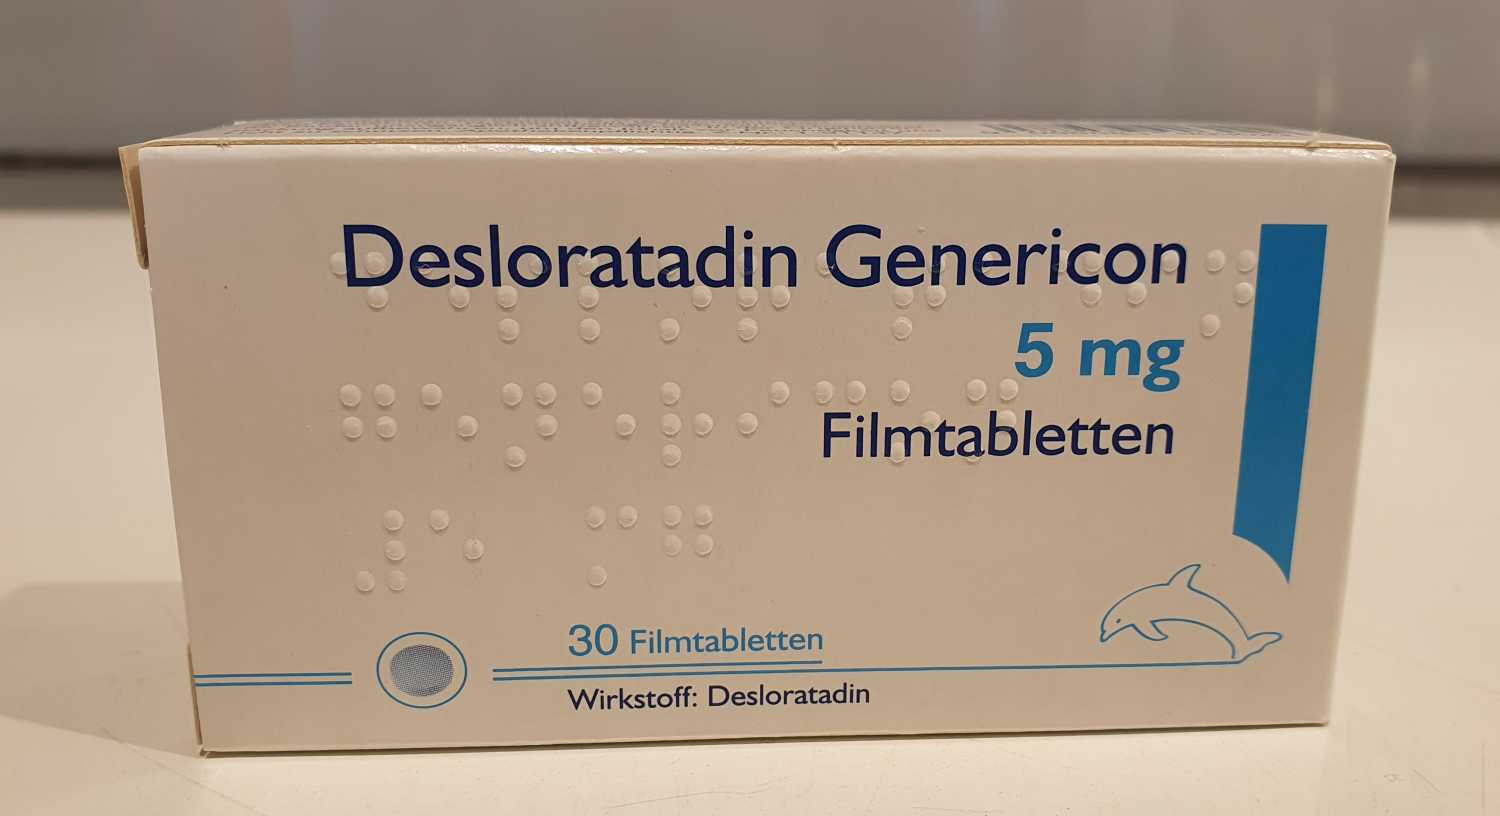 Desloratadin Genericon
5 mg
Filmtabletten
30 Filmtabletten
Wirkstoff: Desloratadin